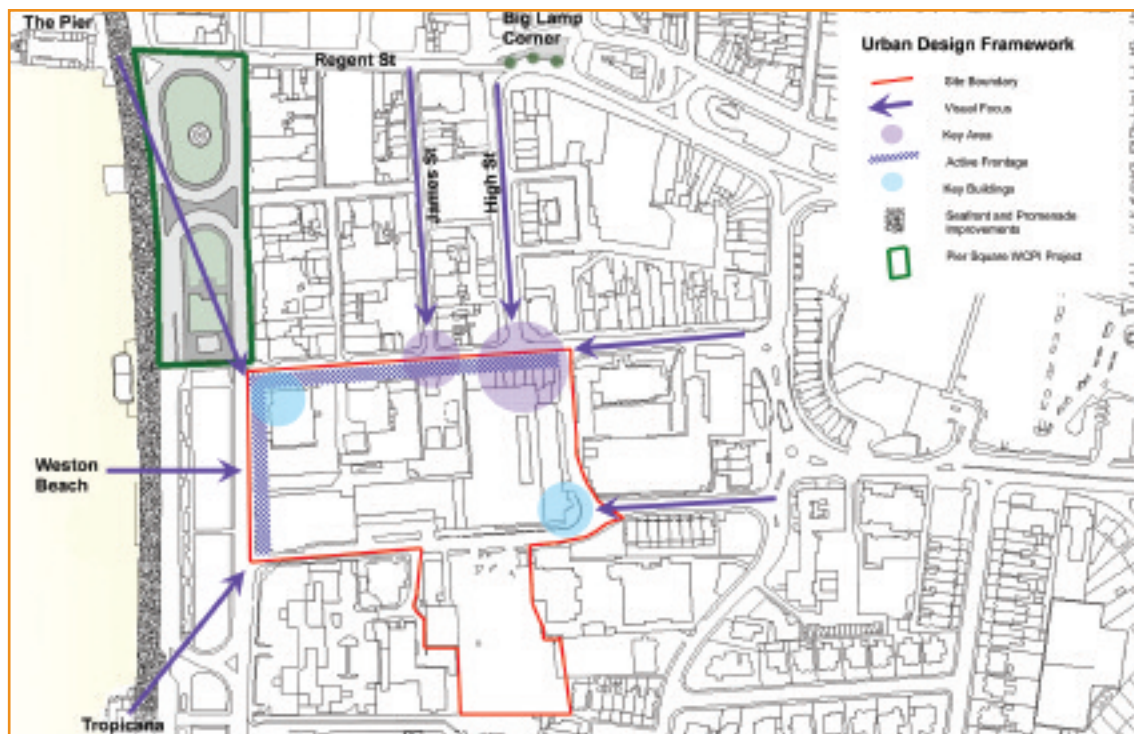 The Pier
Big Lamp
Corner
Regent St
James St
High St
Weston
Beach
Tropicana
Urban Design Framework
Site Boundary
Visual Focus
Key Area
Active Frontage
Key Buildings
Seafront and Promenade
Improvements
Pier Square WCPI Project